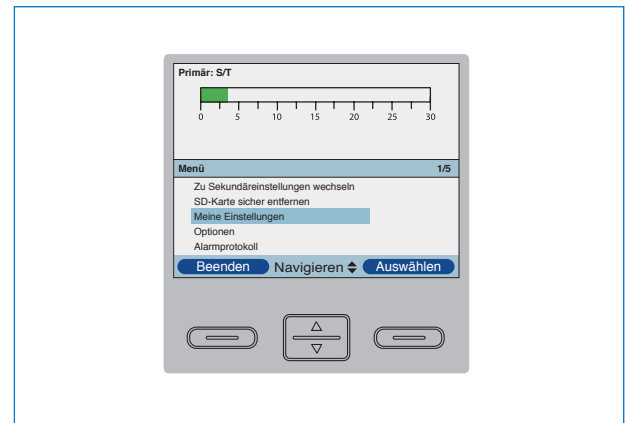 Primär: S/T
0 5 10 15 20 25 30
Menü 1/5
Zu Sekundäreinstellungen wechseln
SD-Karte sicher entfernen
Meine Einstellungen
Optionen
Alarmprotokoll
Beenden Navigieren Auswählen